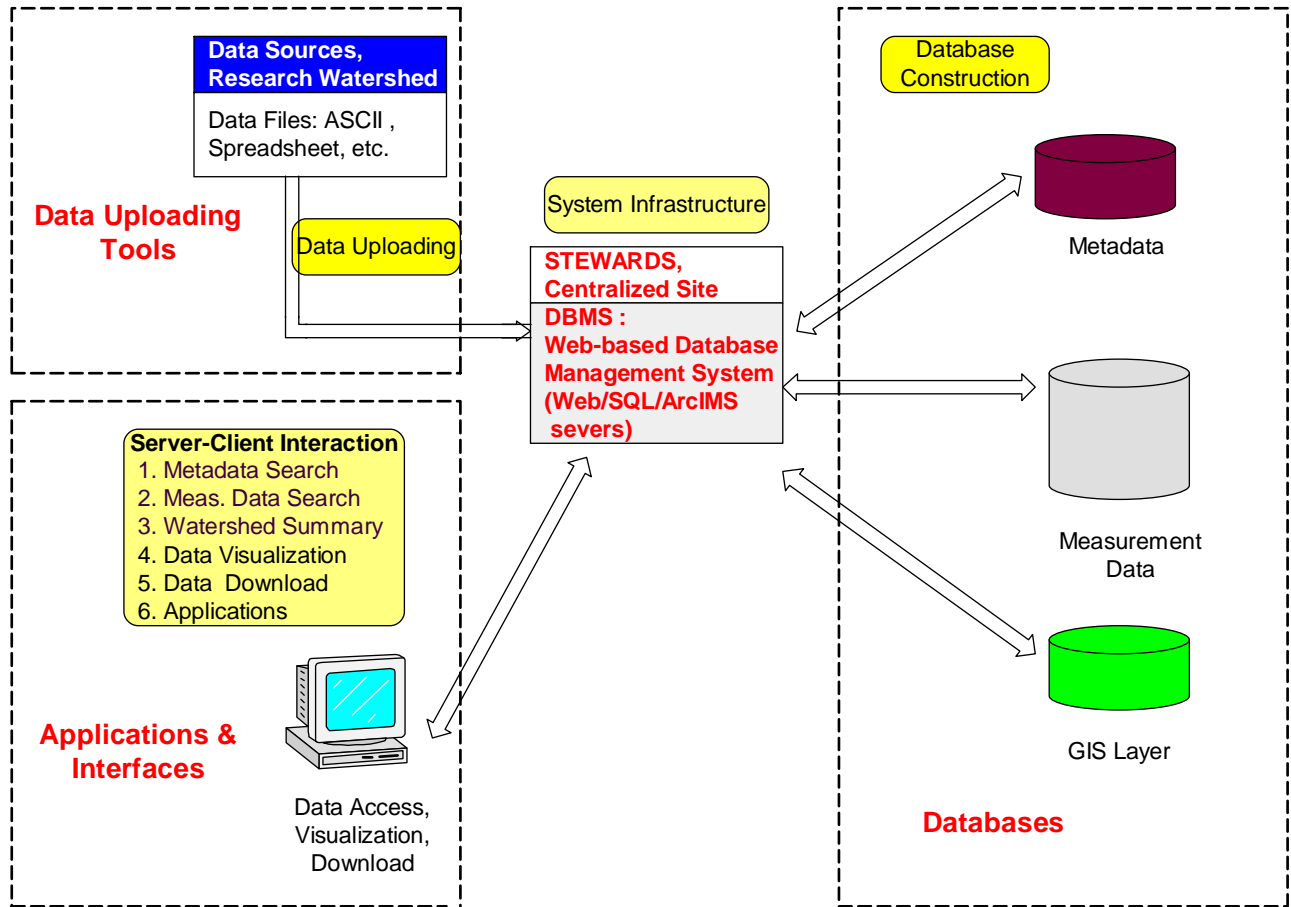 Data Sources,
Research Watershed
Data Files: ASCII ,
Spreadsheet, etc.
Data Uploading
Tools
Data Uploading
System Infrastructure
STEWARDS,
Centralized Site
DBMS :
Web-based Database
Management System
(Web/SQL/ArcIMS
severs)
Database
Construction
Metadata
Measurement
Data
GIS Layer
Databases
Server-Client Interaction
1. Metadata Search
2. Meas. Data Search
3. Watershed Summary
4. Data Visualization
5. Data Download
6. Applications
Applications &
Interfaces
Data Access,
Visualization,
Download